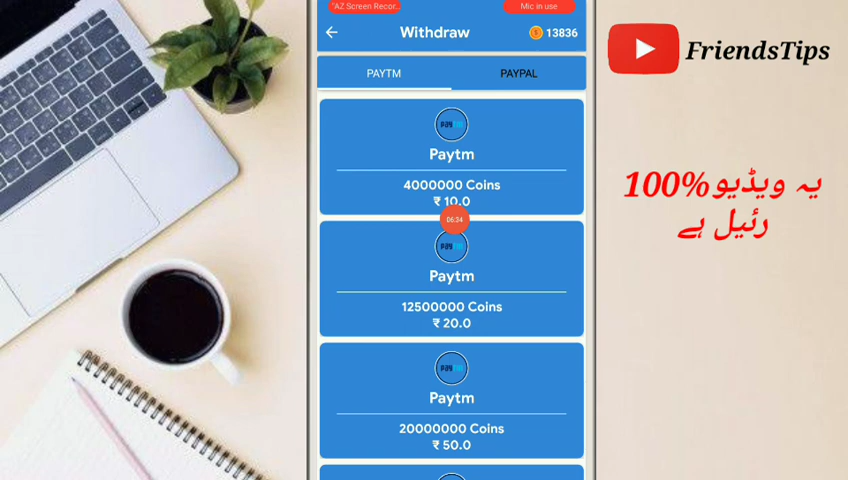 "AZ Screen Recor..
Mic in use
Withdraw
13836
PAYTM
PAYPAL
Paytm
4000000 Coins
₹ 10.0
06:34
Paytm
12500000 Coins
₹ 20.0
Paytm
20000000 Coins
₹ 50.0
FriendsTips
یہ ویڈیو %100
رئیل ہے